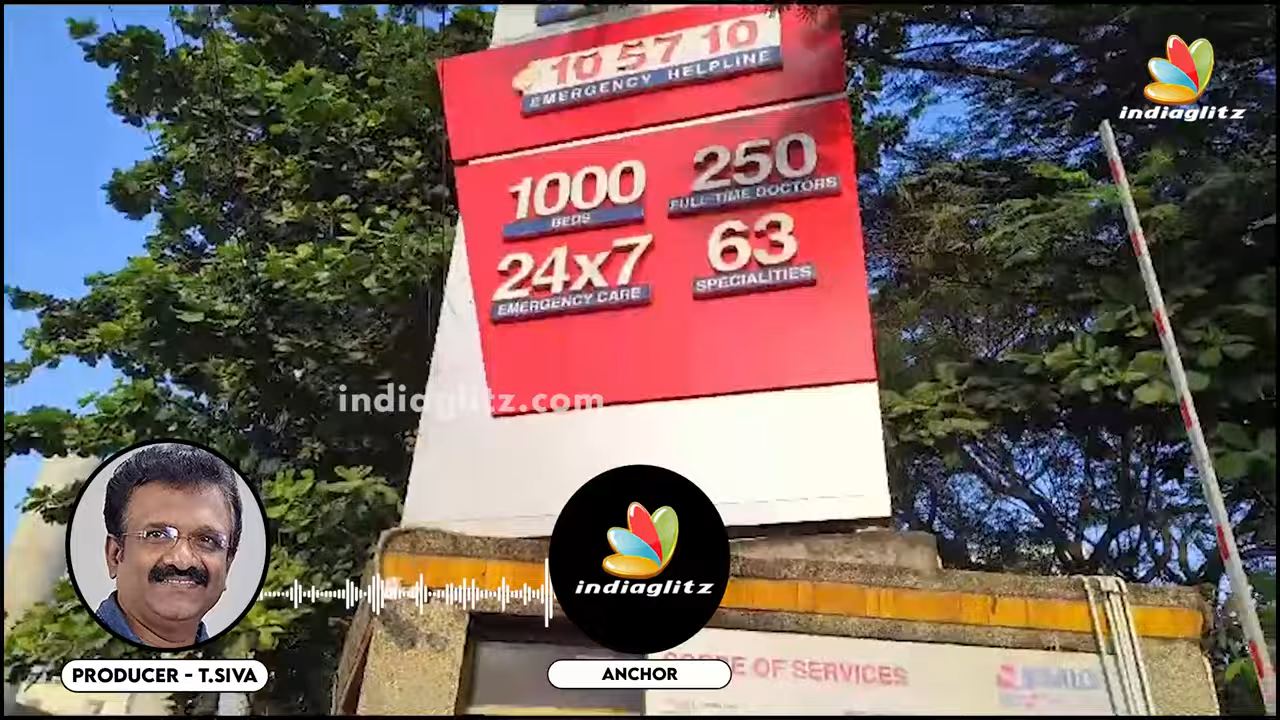 10 57 10
EMERGENCY HELPLINE
1000
BEDS
250
FULL-TIME DOCTORS
24x7
EMERGENCY CARE
63
SPECIALITIES
indiaglitz
indiaglitz.com
indiaglitz
PRODUCER - T.SIVA
ANCHOR
SCOPE OF SERVICES